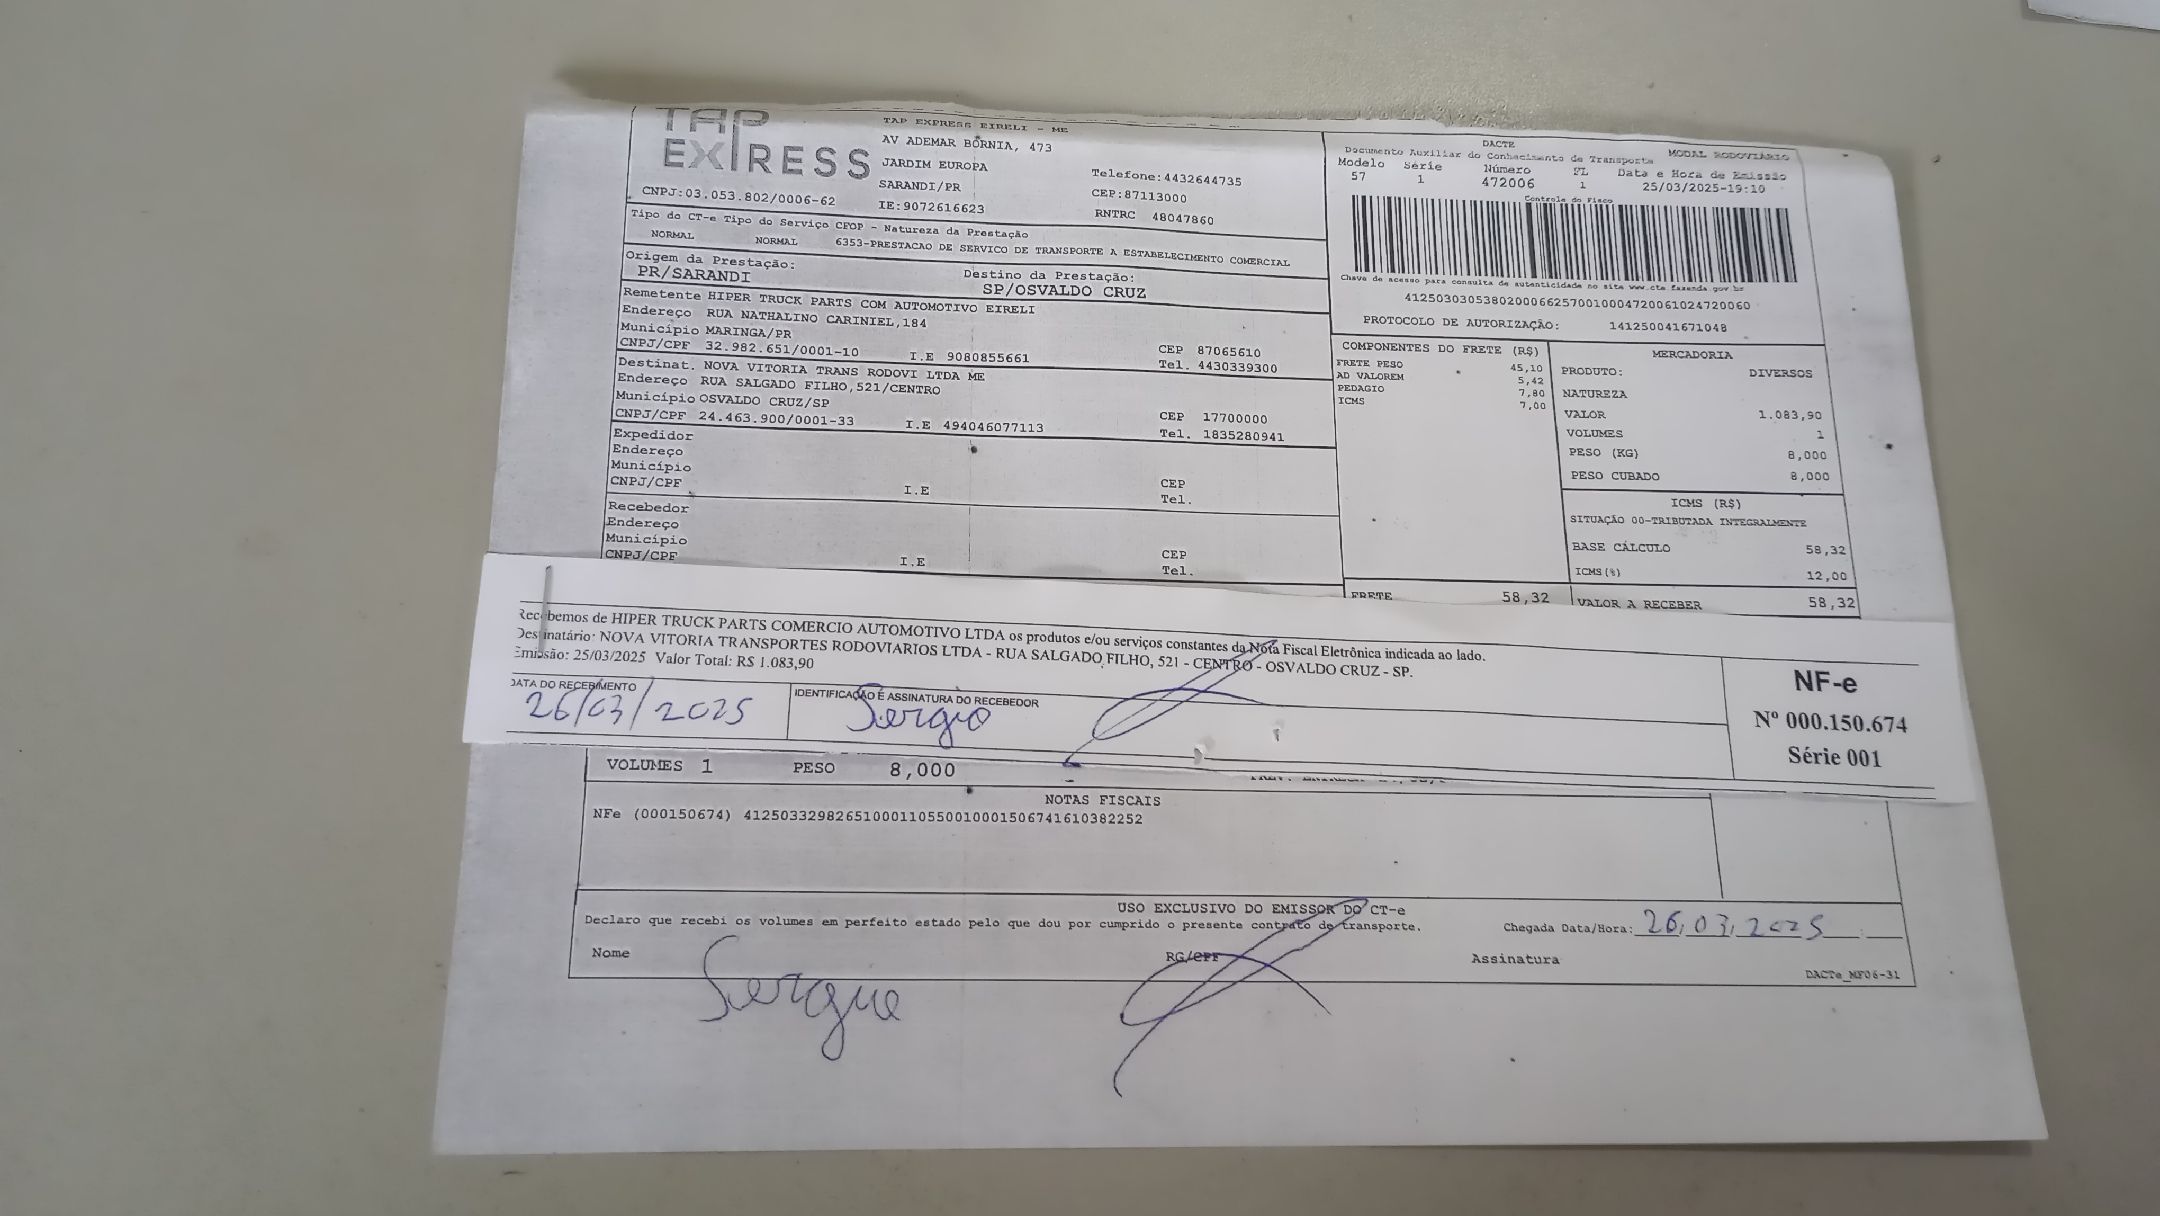 TAP EXPRESS
TAP EXPRESS EIRELI - ME
AV ADEMAR BORNIA, 473
JARDIM EUROPA
SARANDI/PR
IE:9072616623
CNPJ:03.053.802/0006-62
Telefone:4432644735
CEP:87113000
RNTRC 48047860
DACTE
Documento Auxiliar do Conhecimento de Transporte MODAL RODOVIÁRIO
Modelo Série Número FL Data e Hora de Emissão
57 1 472006 1 25/03/2025-19:10
Controle do Fisco
Chave de acesso para consulta de autenticidade no site www.cte.fazenda.gov.br
41250303053802000662570010004720061024720060
PROTOCOLO DE AUTORIZAÇÃO: 141250041671048
Tipo do CT-e Tipo do Serviço CFOP - Natureza da Prestação
NORMAL NORMAL 6353-PRESTACAO DE SERVICO DE TRANSPORTE A ESTABELECIMENTO COMERCIAL
Origem da Prestação: Destino da Prestação:
PR/SARANDI SP/OSVALDO CRUZ
Remetente HIPER TRUCK PARTS COM AUTOMOTIVO EIRELI
Endereço RUA NATHALINO CARINIEL,184
Município MARINGA/PR CEP 87065610
CNPJ/CPF 32.982.651/0001-10 I.E 9080855661 Tel. 4430339300
Destinat. NOVA VITORIA TRANS RODOVI LTDA ME
Endereço RUA SALGADO FILHO,521/CENTRO
Município OSVALDO CRUZ/SP CEP 17700000
CNPJ/CPF 24.463.900/0001-33 I.E 494046077113 Tel. 1835280941
Expedidor
Endereço
Município CEP
CNPJ/CPF I.E Tel.
Recebedor
Endereço
Município CEP
CNPJ/CPF I.E Tel.
COMPONENTES DO FRETE (R$)
FRETE PESO 45,10
AD VALOREM 5,42
PEDAGIO 7,80
ICMS 7,00
FRETE 58,32
MERCADORIA
PRODUTO: DIVERSOS
NATUREZA
VALOR 1.083,90
VOLUMES 1
PESO (KG) 8,000
PESO CUBADO 8,000
ICMS (R$)
SITUAÇÃO 00-TRIBUTADA INTEGRALMENTE
BASE CÁLCULO 58,32
ICMS(%) 12,00
VALOR A RECEBER 58,32
Recebemos de HIPER TRUCK PARTS COMERCIO AUTOMOTIVO LTDA os produtos e/ou serviços constantes da Nota Fiscal Eletrônica indicada ao lado.
Destinatário: NOVA VITORIA TRANSPORTES RODOVIARIOS LTDA - RUA SALGADO FILHO, 521 - CENTRO - OSVALDO CRUZ - SP.
Emissão: 25/03/2025 Valor Total: R$ 1.083,90
DATA DO RECEBIMENTO IDENTIFICAÇÃO E ASSINATURA DO RECEBEDOR
26/03/2025 Sergio
NF-e
Nº 000.150.674
Série 001
VOLUMES 1 PESO 8,000
NOTAS FISCAIS
NFe (000150674) 41250332982651000110550010001506741610382252
USO EXCLUSIVO DO EMISSOR DO CT-e
Declaro que recebi os volumes em perfeito estado pelo que dou por cumprido o presente contrato de transporte.
Chegada Data/Hora: 26/03/2025 :
Nome RG/CPF Assinatura
DACTe_MF06-31